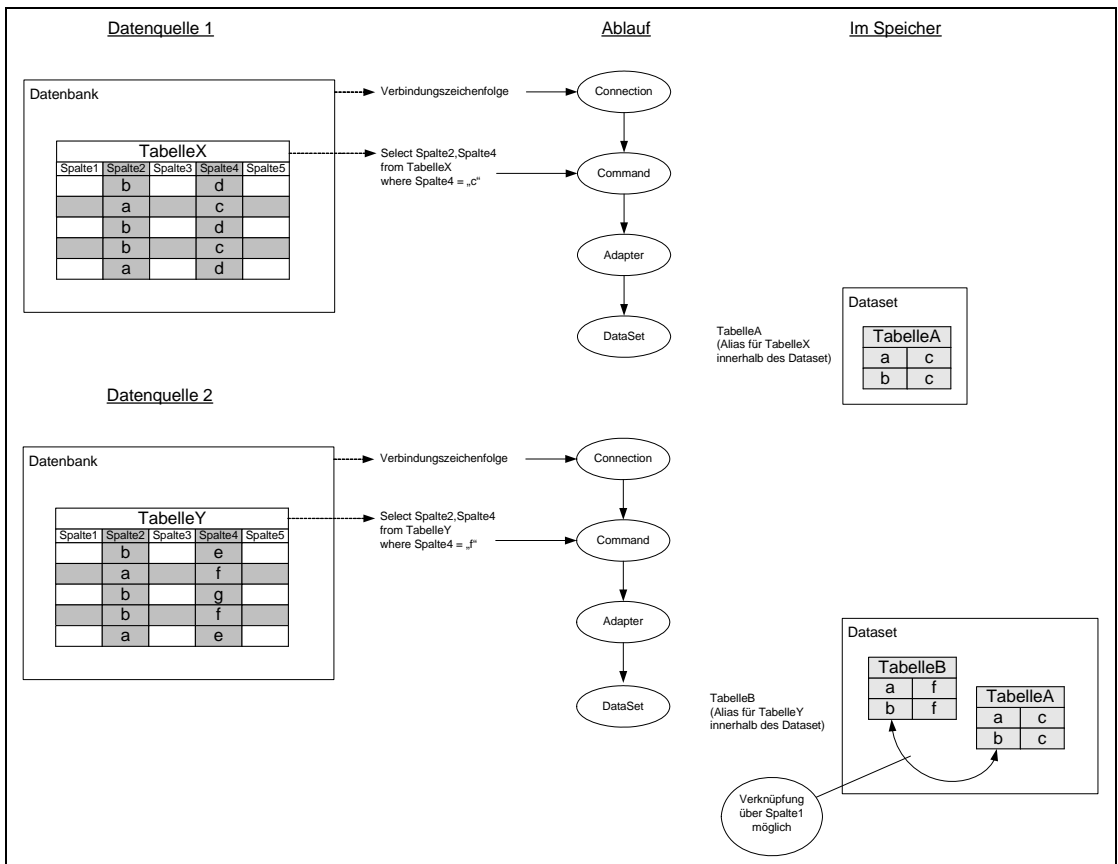 Datenquelle 1
Ablauf
Im Speicher
Datenbank
Verbindungszeichenfolge
Connection
TabelleX
Spalte1 Spalte2 Spalte3 Spalte4 Spalte5
b d
a c
b d
b c
a d
Select Spalte2,Spalte4
from TabelleX
where Spalte4 = „c“
Command
Adapter
DataSet
TabelleA
(Alias für TabelleX
innerhalb des Dataset)
Dataset
TabelleA
a c
b c
Datenquelle 2
Datenbank
Verbindungszeichenfolge
Connection
TabelleY
Spalte1 Spalte2 Spalte3 Spalte4 Spalte5
b e
a f
b g
b f
a e
Select Spalte2,Spalte4
from TabelleY
where Spalte4 = „f“
Command
Adapter
DataSet
TabelleB
(Alias für TabelleY
innerhalb des Dataset)
Dataset
TabelleB
a f
b f
TabelleA
a c
b c
Verknüpfung
über Spalte1
möglich